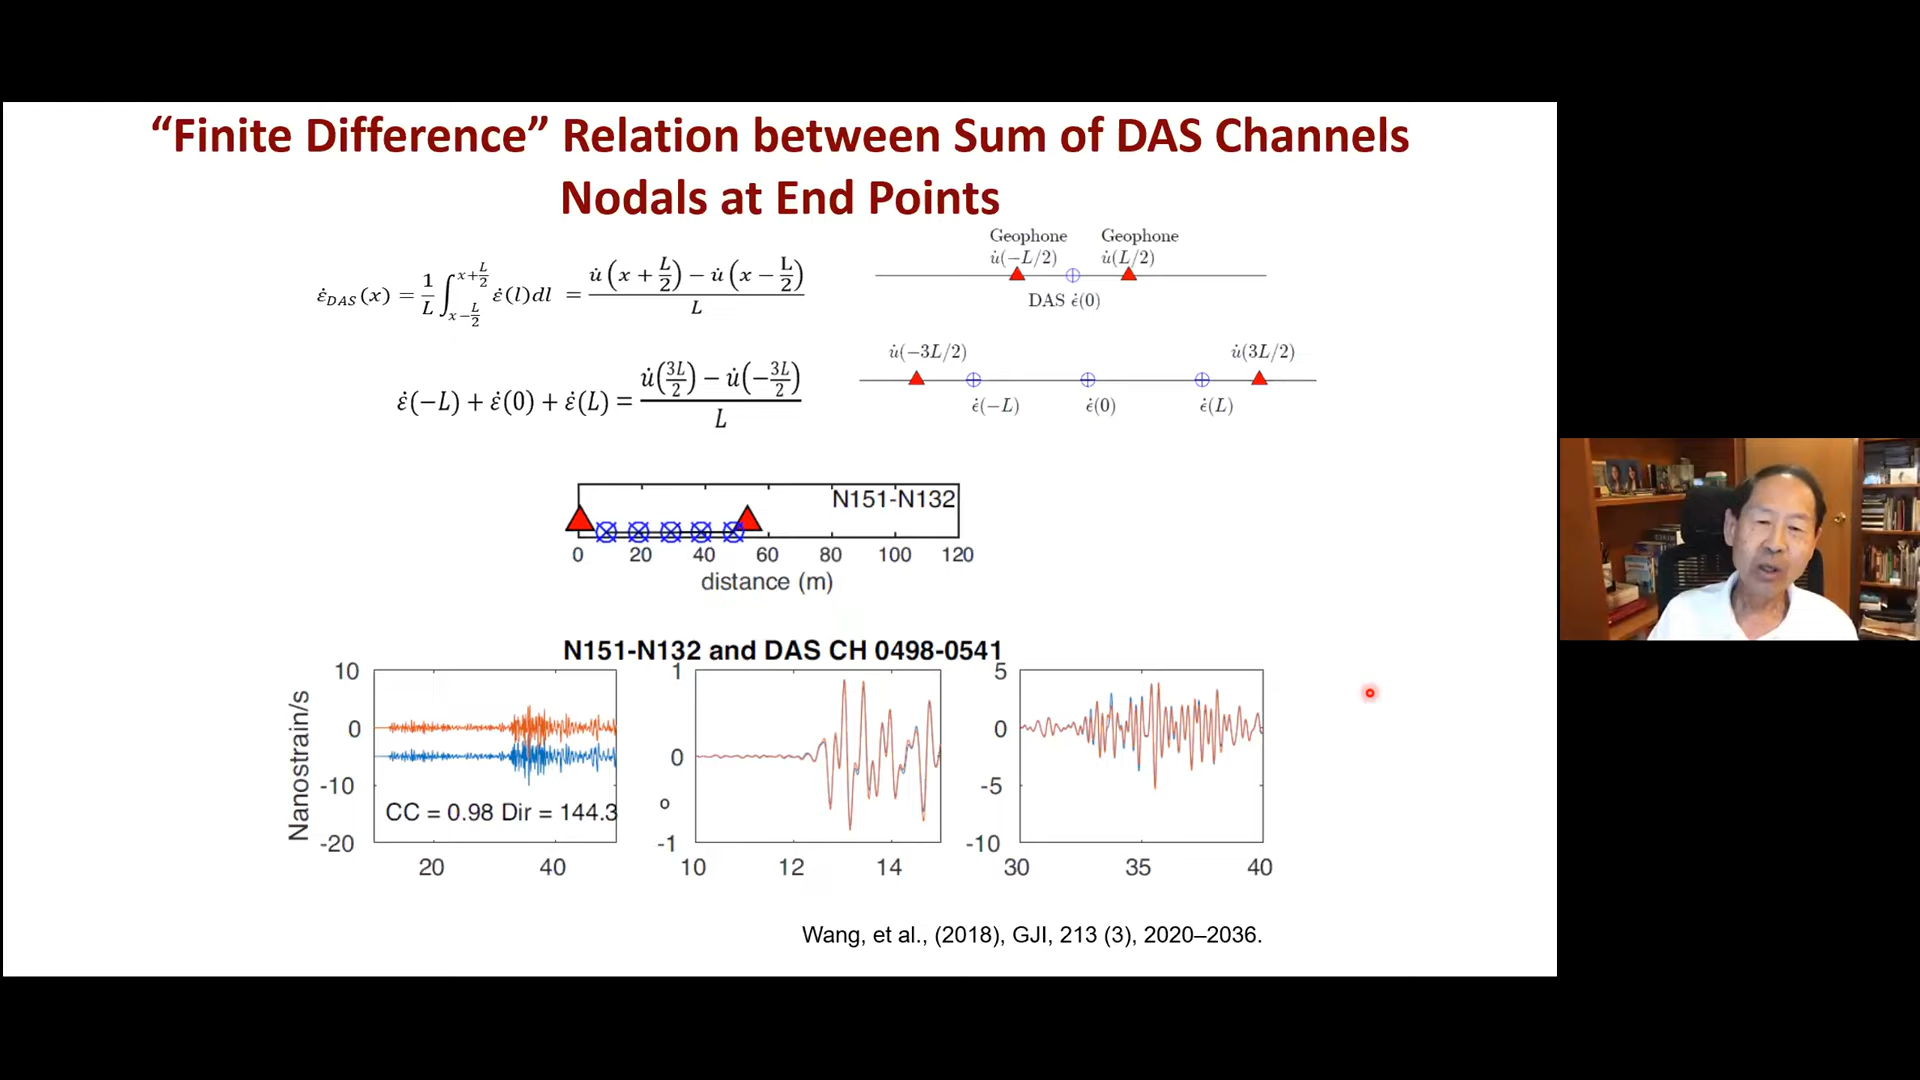 “Finite Difference” Relation between Sum of DAS Channels
Nodals at End Points
ε̇_DAS(x) = 1/L ∫_{x−L/2}^{x+L/2} ε̇(l)dl = (u̇(x + L/2) − u̇(x − L/2))/L
Geophone Geophone
u̇(−L/2) u̇(L/2)
DAS ϵ̇(0)
ε̇(−L) + ε̇(0) + ε̇(L) = (u̇(3L/2) − u̇(−3L/2))/L
u̇(−3L/2) u̇(3L/2)
ϵ̇(−L) ϵ̇(0) ϵ̇(L)
N151-N132
0 20 40 60 80 100 120
distance (m)
N151-N132 and DAS CH 0498-0541
Nanostrain/s
10
0
-10
-20
CC = 0.98 Dir = 144.3
20 40
1
0
-1
10 12 14
5
0
-5
-10
30 35 40
Wang, et al., (2018), GJI, 213 (3), 2020–2036.